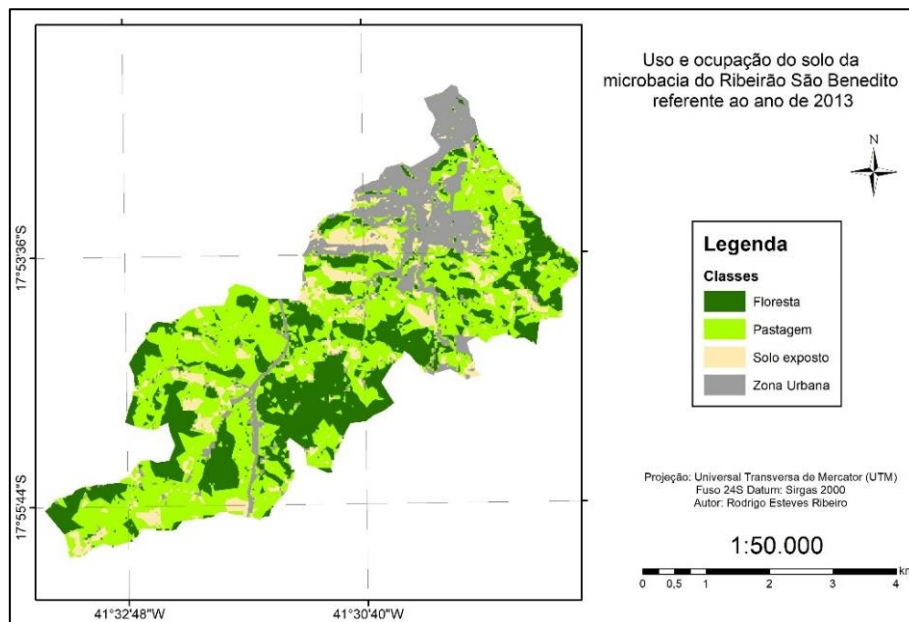 Uso e ocupação do solo da
microbacia do Ribeirão São Benedito
referente ao ano de 2013
N
17°53'36"S
17°55'44"S
41°32'48"W
41°30'40"W
Legenda
Classes
Floresta
Pastagem
Solo exposto
Zona Urbana
Projeção: Universal Transversa de Mercator (UTM)
Fuso 24S Datum: Sirgas 2000
Autor: Rodrigo Esteves Ribeiro
1:50.000
km
0 0,5 1 2 3 4